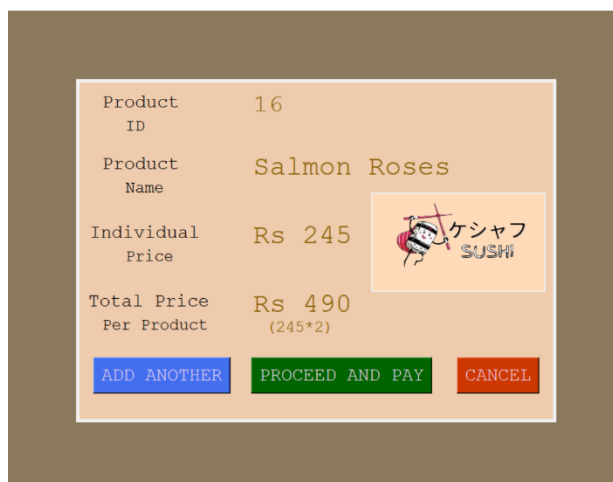 Product 16
ID
Product Salmon Roses
Name
Individual Rs 245
Price
ケシャフ
SUSHI
Total Price Rs 490
Per Product (245*2)
ADD ANOTHER PROCEED AND PAY CANCEL